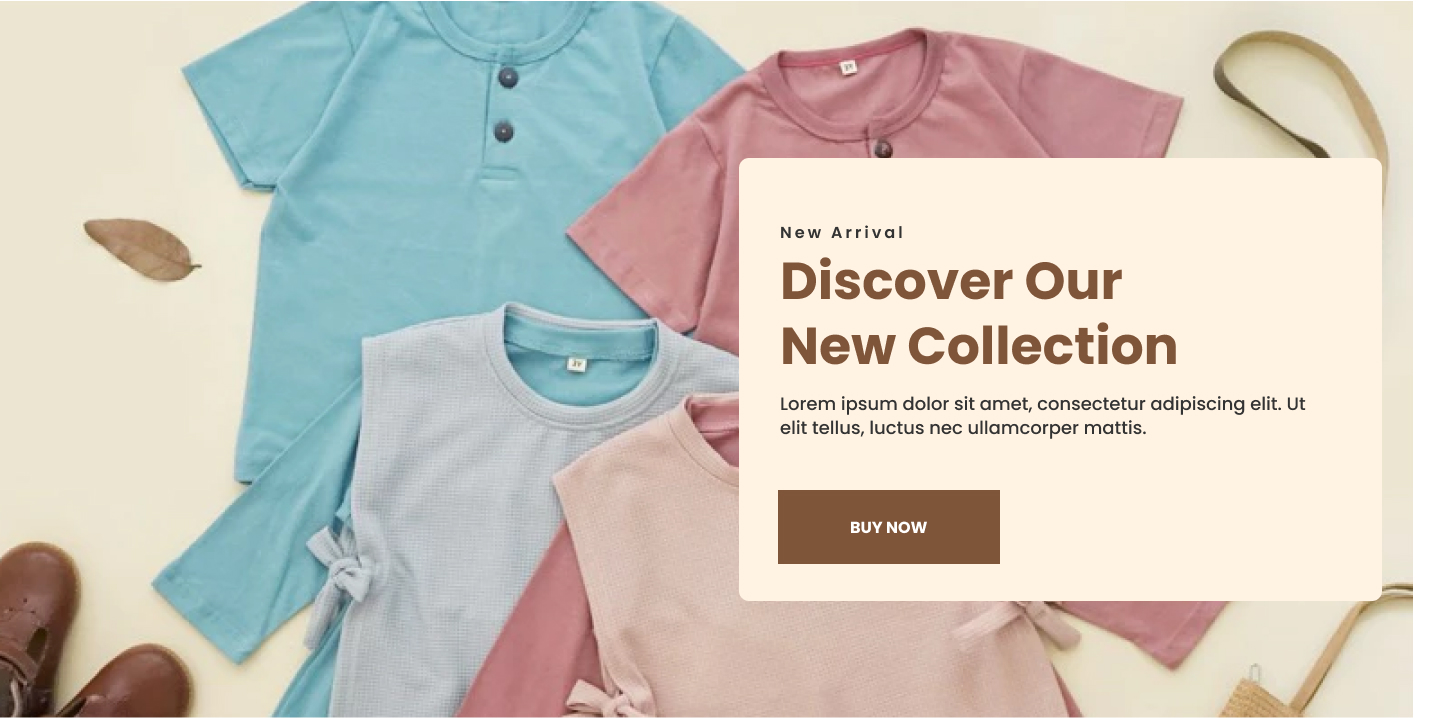 New Arrival
Discover Our
New Collection
Lorem ipsum dolor sit amet, consectetur adipiscing elit. Ut
elit tellus, luctus nec ullamcorper mattis.
BUY NOW